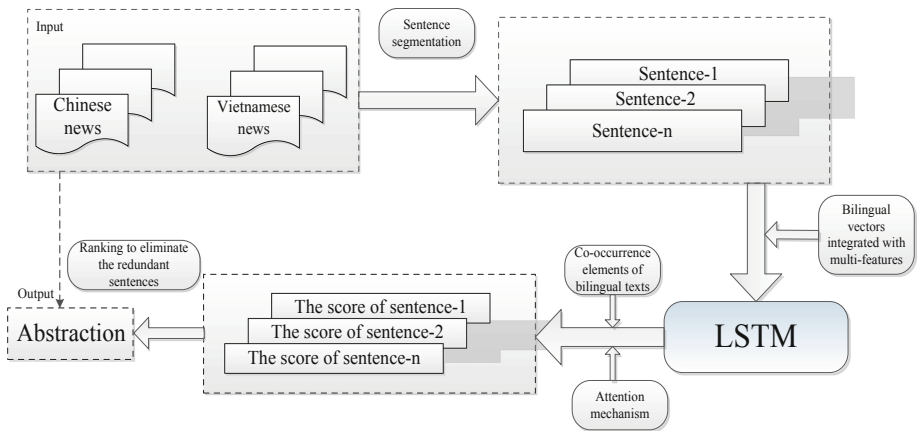 Input
Chinese
news
Vietnamese
news
Sentence
segmentation
Sentence-1
Sentence-2
Sentence-n
Bilingual
vectors
integrated with
multi-features
LSTM
Co-occurrence
elements of
bilingual texts
Attention
mechanism
The score of sentence-1
The score of sentence-2
The score of sentence-n
Ranking to eliminate
the redundant
sentences
Output
Abstraction